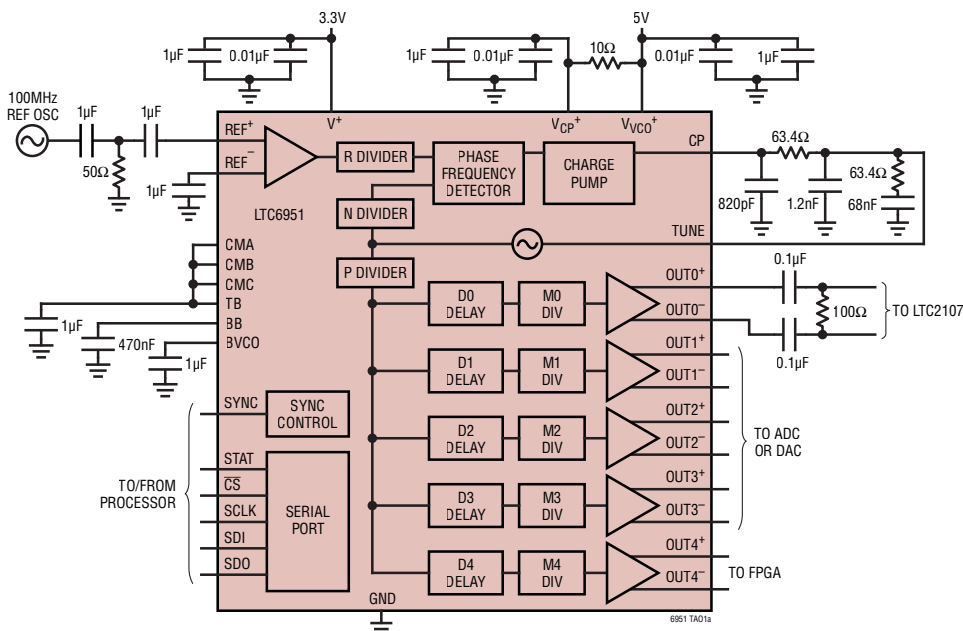 3.3V
5V
1µF
0.01µF
1µF
0.01µF
10Ω
0.01µF
1µF
100MHz
REF OSC
1µF
1µF
50Ω
1µF
REF+
REF–
V+
VCP+
VVCO+
CP
R DIVIDER
PHASE
FREQUENCY
DETECTOR
CHARGE
PUMP
63.4Ω
63.4Ω
820pF
1.2nF
68nF
LTC6951
N DIVIDER
TUNE
P DIVIDER
CMA
CMB
CMC
TB
BB
BVCO
1µF
470nF
1µF
D0
DELAY
M0
DIV
OUT0+
OUT0–
0.1µF
0.1µF
100Ω
TO LTC2107
D1
DELAY
M1
DIV
OUT1+
OUT1–
D2
DELAY
M2
DIV
OUT2+
OUT2–
TO ADC
OR DAC
D3
DELAY
M3
DIV
OUT3+
OUT3–
D4
DELAY
M4
DIV
OUT4+
OUT4–
TO FPGA
SYNC
SYNC
CONTROL
TO/FROM
PROCESSOR
STAT
CS
SCLK
SDI
SDO
SERIAL
PORT
GND
6951 TA01a